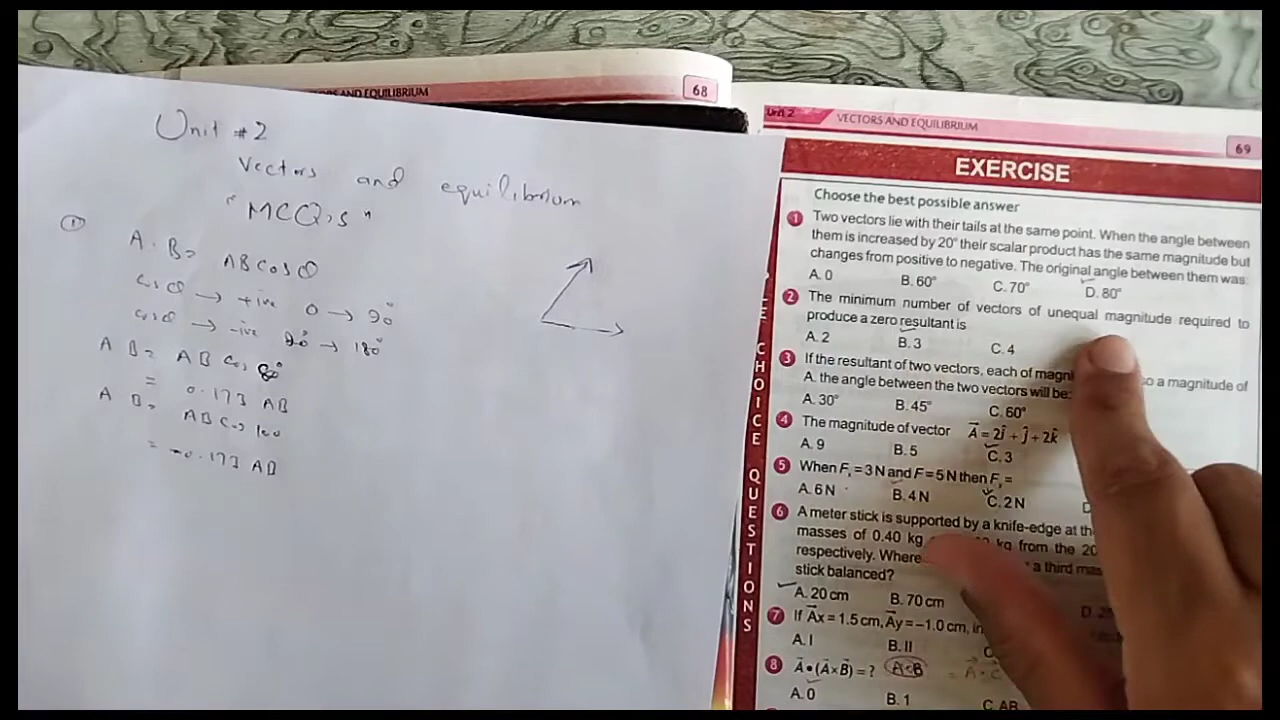 68
AND EQUILIBRIUM
Unit #2
Vectors and equilibrium
"MCQ,s"
①
A . B = AB cos θ
cos θ → +ive 0 → 90°
cos θ → -ive 90° → 180°
A B = AB cos 80°
= 0.173 AB
A B = AB cos 100
= -0.173 AB
Unit 2 VECTORS AND EQUILIBRIUM 69
EXERCISE
Choose the best possible answer
1 Two vectors lie with their tails at the same point. When the angle between
them is increased by 20° their scalar product has the same magnitude but
changes from positive to negative. The original angle between them was:
A. 0 B. 60° C. 70° D. 80°
2 The minimum number of vectors of unequal magnitude required to
produce a zero resultant is
A. 2 B. 3 C. 4
3 If the resultant of two vectors, each of magn so a magnitude of
A. the angle between the two vectors will be:
A. 30° B. 45° C. 60°
4 The magnitude of vector A⃗ = 2î + ĵ + 2k̂
A. 9 B. 5 C. 3
5 When Fₓ = 3 N and F = 5 N then Fᵧ =
A. 6 N B. 4 N C. 2 N D
6 A meter stick is supported by a knife-edge at th
masses of 0.40 kg kg from the 20
respectively. Where a third mas
stick balanced?
A. 20 cm B. 70 cm D. 25
7 If A⃗x = 1.5 cm, A⃗y = –1.0 cm, in
A. I B. II C
8 A⃗•(A⃗×B⃗) = ? A×B = A⃗ . C⃗
A. 0 B. 1 C. AB
CHOICE QUESTIONS